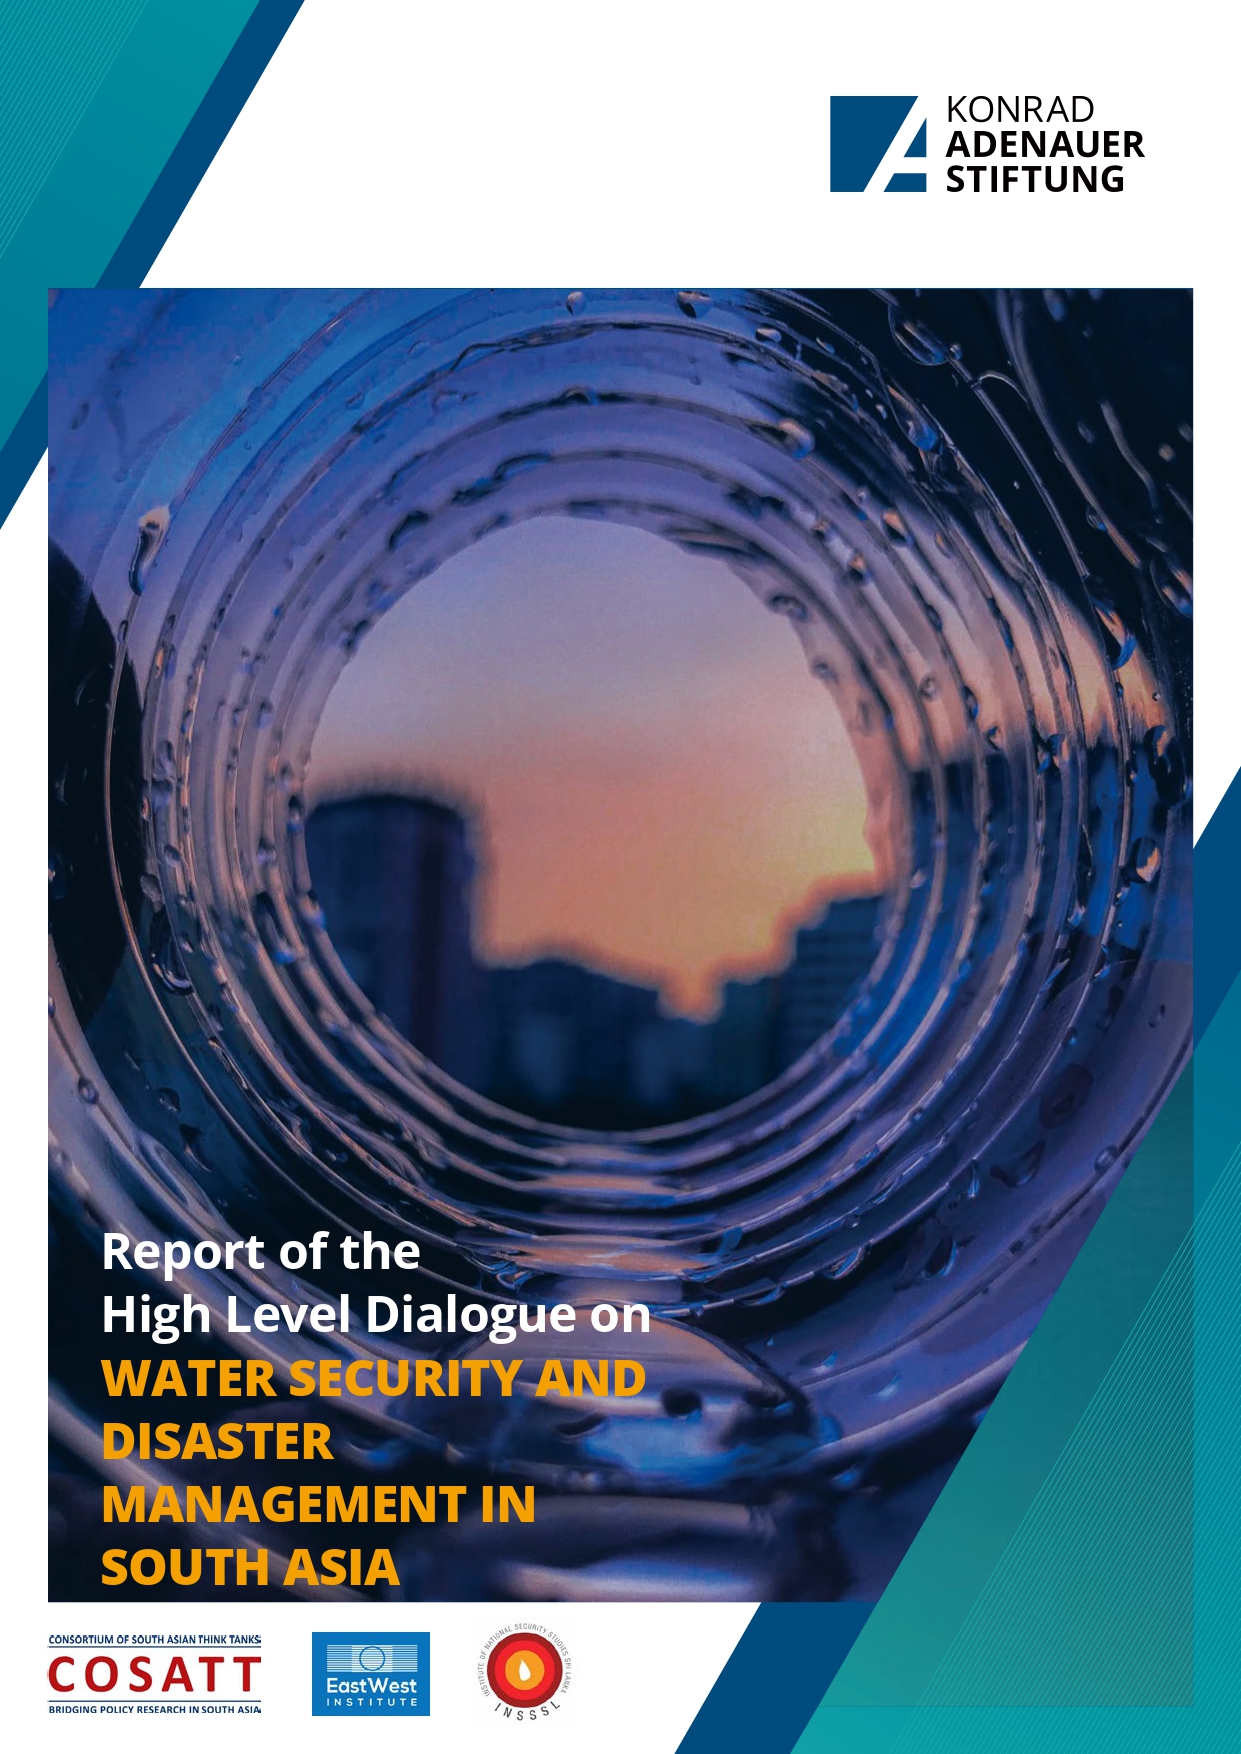 KONRAD
ADENAUER
STIFTUNG
Report of the
High Level Dialogue on
WATER SECURITY AND
DISASTER
MANAGEMENT IN
SOUTH ASIA
CONSORTIUM OF SOUTH ASIAN THINK TANKS
COSATT
BRIDGING POLICY RESEARCH IN SOUTH ASIA
EastWest
INSTITUTE
INSTITUTE OF NATIONAL SECURITY STUDIES SRI LANKA
INSSSL